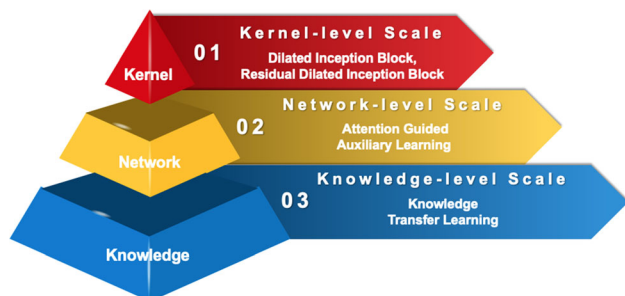 Kernel
01
Kernel-level Scale
Dilated Inception Block,
Residual Dilated Inception Block
Network
02
Network-level Scale
Attention Guided
Auxiliary Learning
Knowledge
03
Knowledge-level Scale
Knowledge
Transfer Learning